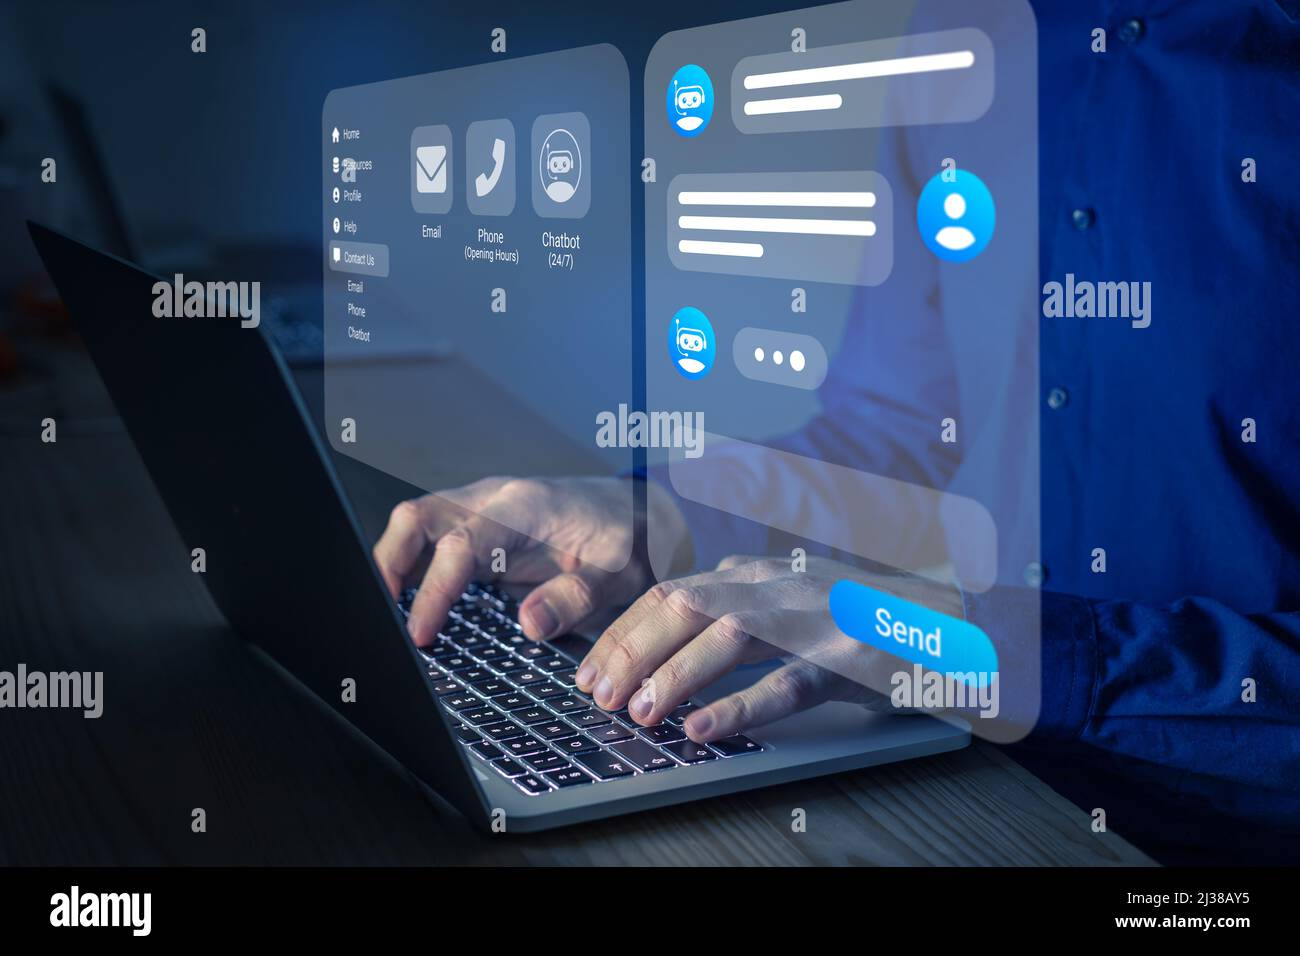 Home
Resources
Profile
Help
Contact Us
Email
Phone
Chatbot
Email
Phone
(Opening Hours)
Chatbot
(24/7)
Send
a
alamy
alamy
alamy
alamy
alamy
alamy
Image ID: 2J38AY5
www.alamy.com